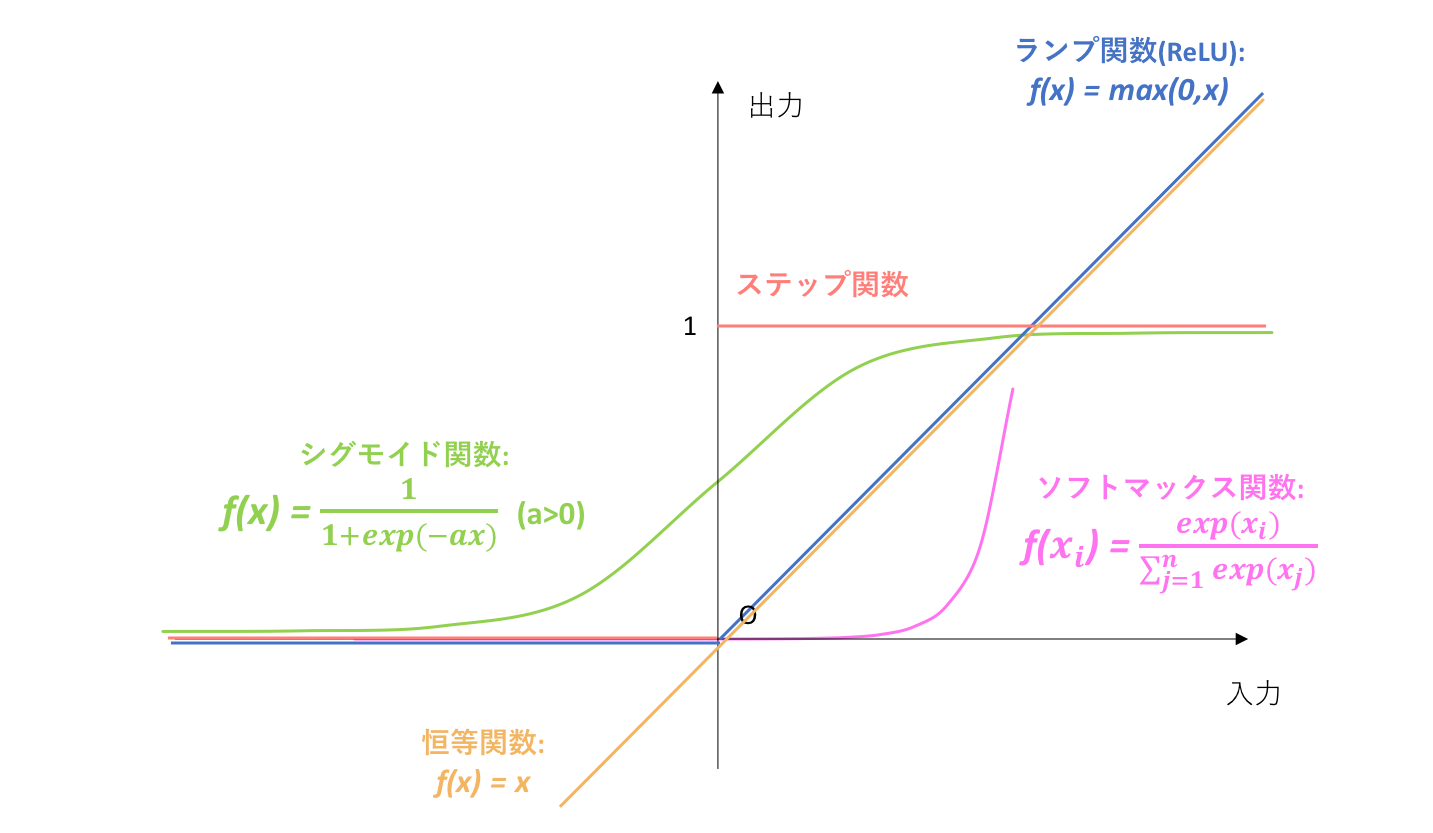 ランプ関数(ReLU):
f(x) = max(0,x)
出力
ステップ関数
1
シグモイド関数:
f(x) = \frac{1}{1+exp(-ax)} (a>0)
ソフトマックス関数:
f(x_i) = \frac{exp(x_i)}{\sum_{j=1}^{n} exp(x_j)}
O
入力
恒等関数:
f(x) = x